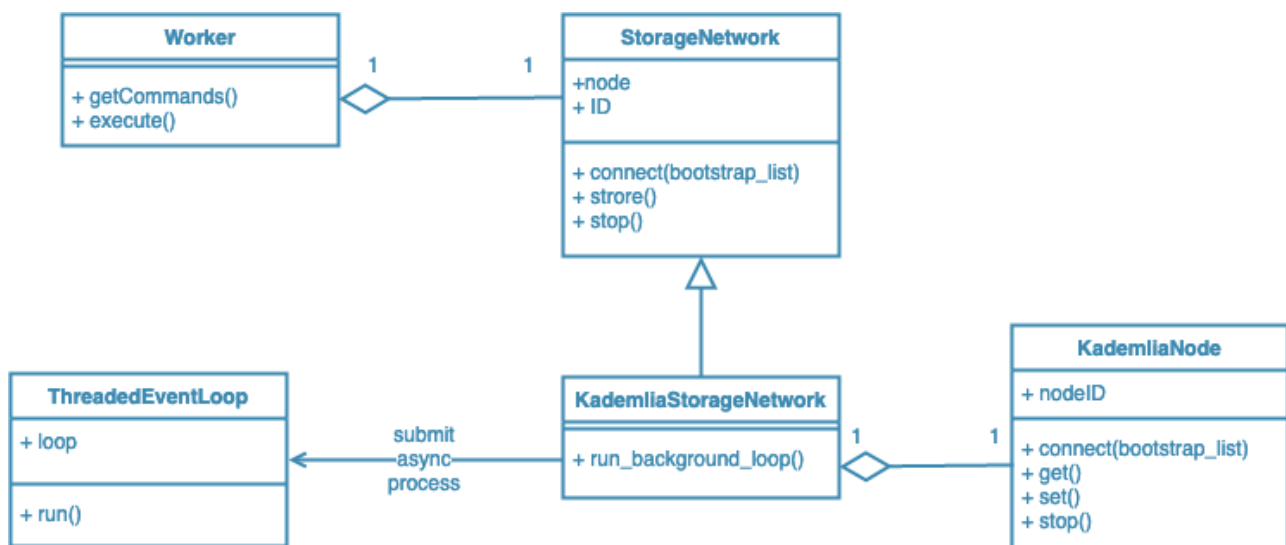 Worker
+ getCommands()
+ execute()
1
1
StorageNetwork
+node
+ ID
+ connect(bootstrap_list)
+ strore()
+ stop()
ThreadedEventLoop
+ loop
+ run()
submit
async
process
KademliaStorageNetwork
+ run_background_loop()
1
1
KademliaNode
+ nodeID
+ connect(bootstrap_list)
+ get()
+ set()
+ stop()